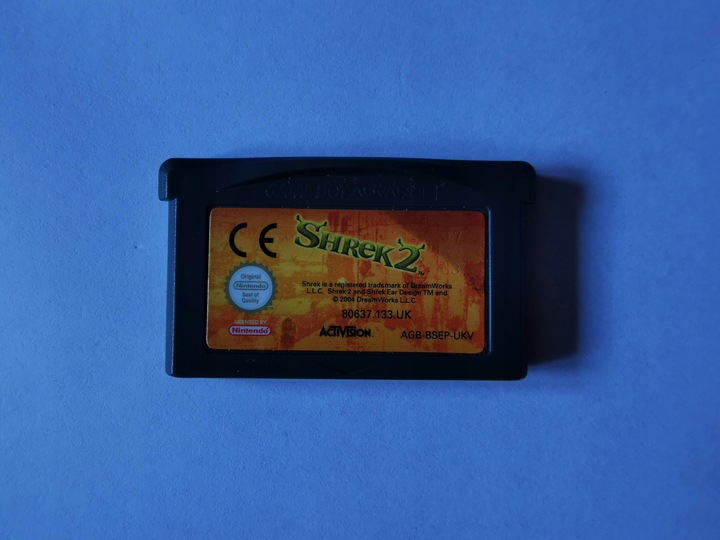 GAME BOY ADVANCE
CE
SHREK 2™
Original
Nintendo
Seal of
Quality
LICENSED BY
Nintendo
Shrek is a registered trademark of DreamWorks
L.L.C. Shrek 2 and Shrek Ear Design TM and
© 2004 DreamWorks L.L.C.
80637.133.UK
ACTIVISION.
AGB-BSEP-UKV